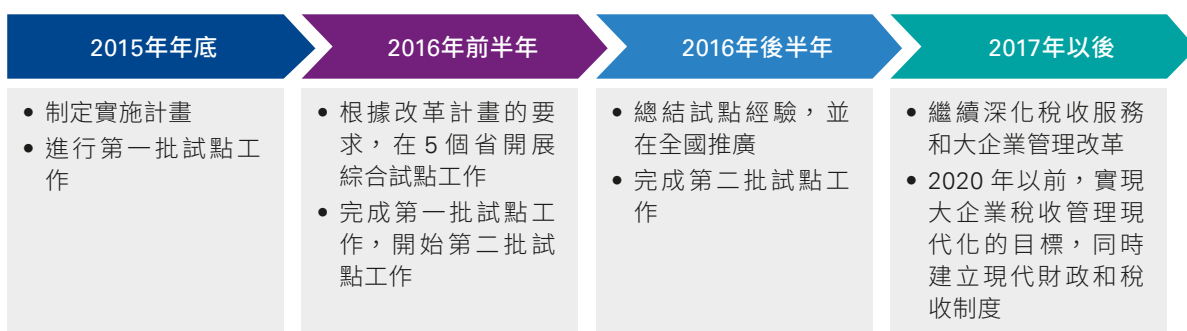 2015年年底
2016年前半年
2016年後半年
2017年以後
• 制定實施計畫
• 進行第一批試點工
作
• 根據改革計畫的要
求，在 5 個省開展
綜合試點工作
• 完成第一批試點工
作，開始第二批試
點工作
• 總結試點經驗，並
在全國推廣
• 完成第二批試點工
作
• 繼續深化稅收服務
和大企業管理改革
• 2020 年以前，實現
大企業稅收管理現
代化的目標，同時
建立現代財政和稅
收制度